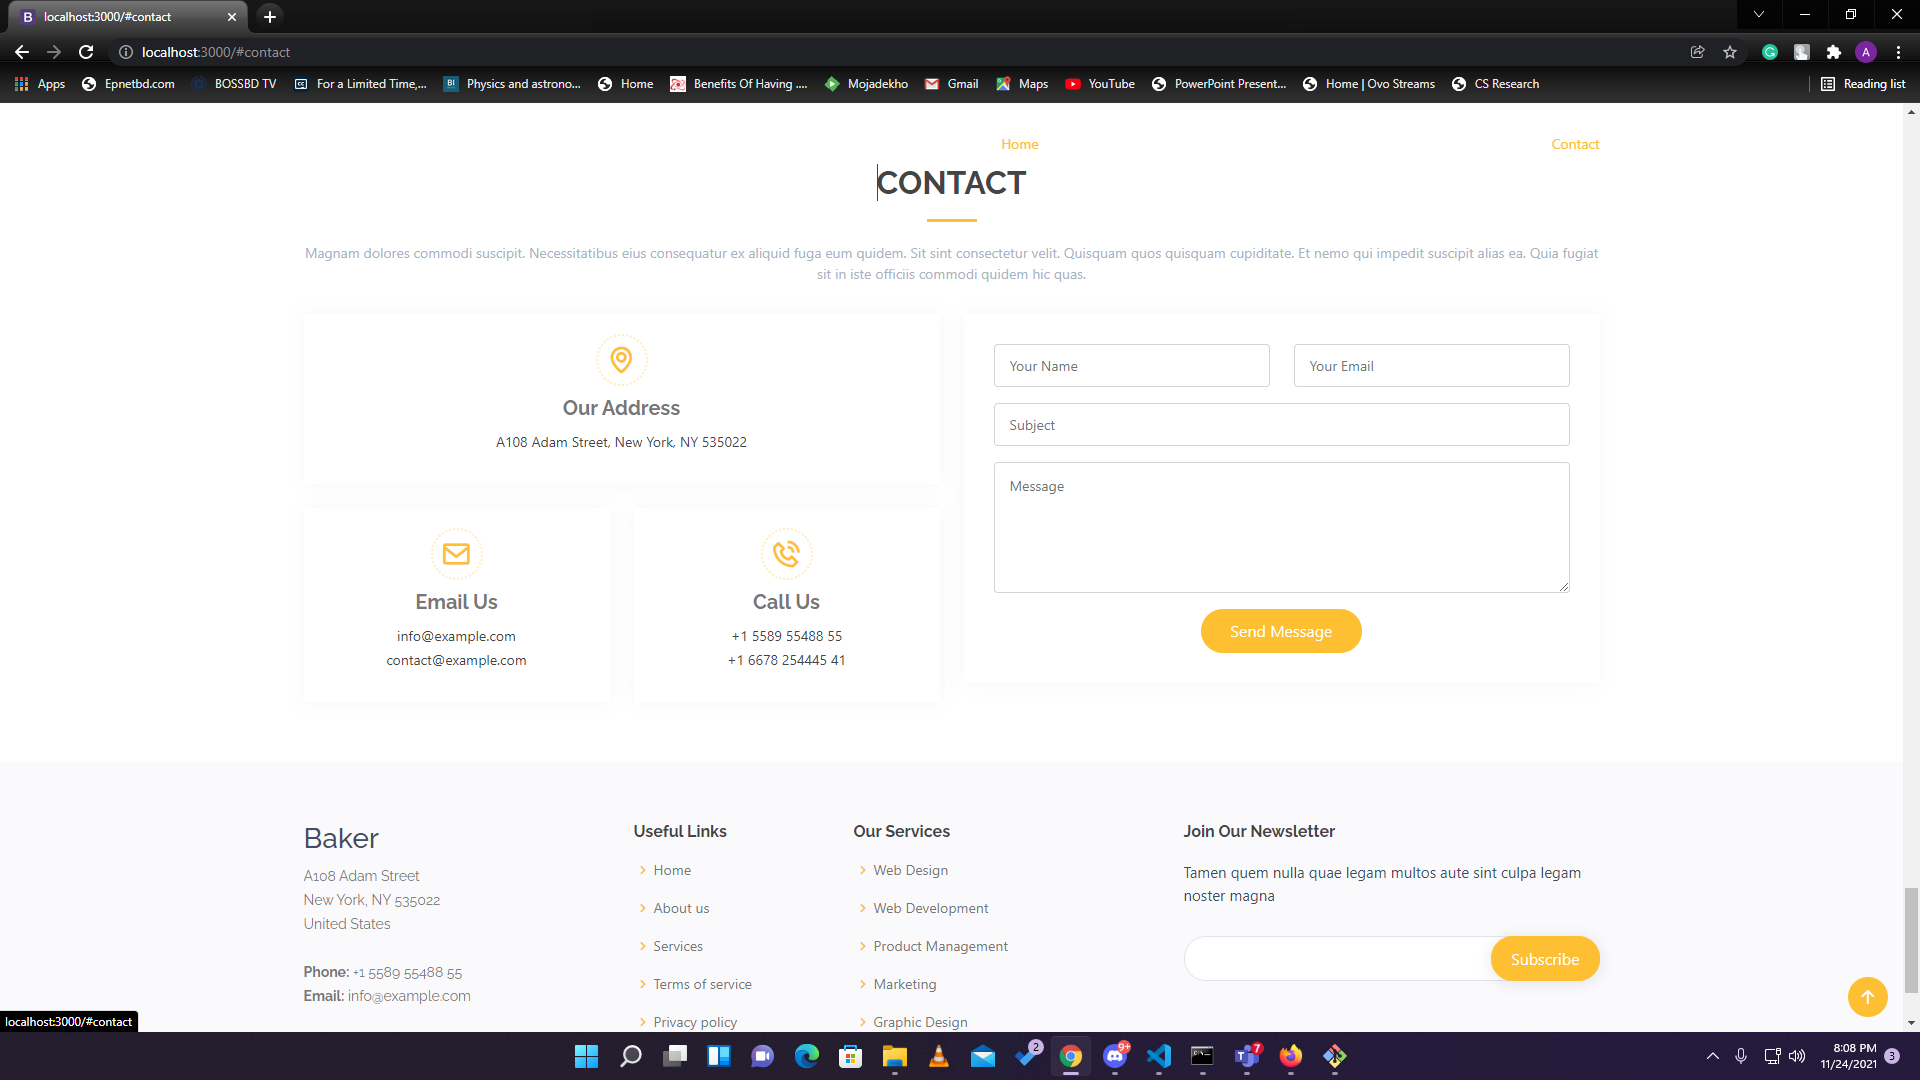 localhost:3000/#contact
localhost:3000/#contact
A
Apps
Epnetbd.com
BOSSBD TV
For a Limited Time,...
Physics and astrono...
Home
Benefits Of Having ....
Mojadekho
Gmail
Maps
YouTube
PowerPoint Present...
Home | Ovo Streams
CS Research
Reading list
Home
Contact
CONTACT
Magnam dolores commodi suscipit. Necessitatibus eius consequatur ex aliquid fuga eum quidem. Sit sint consectetur velit. Quisquam quos quisquam cupiditate. Et nemo qui impedit suscipit alias ea. Quia fugiat
sit in iste officiis commodi quidem hic quas.
Our Address
A108 Adam Street, New York, NY 535022
Email Us
info@example.com
contact@example.com
Call Us
+1 5589 55488 55
+1 6678 254445 41
Your Name
Your Email
Subject
Message
Send Message
Baker
A108 Adam Street
New York, NY 535022
United States
Phone: +1 5589 55488 55
Email: info@example.com
Useful Links
Home
About us
Services
Terms of service
Privacy policy
Our Services
Web Design
Web Development
Product Management
Marketing
Graphic Design
Join Our Newsletter
Tamen quem nulla quae legam multos aute sint culpa legam
noster magna
Subscribe
localhost:3000/#contact
2
9+
7
8:08 PM
11/24/2021
3